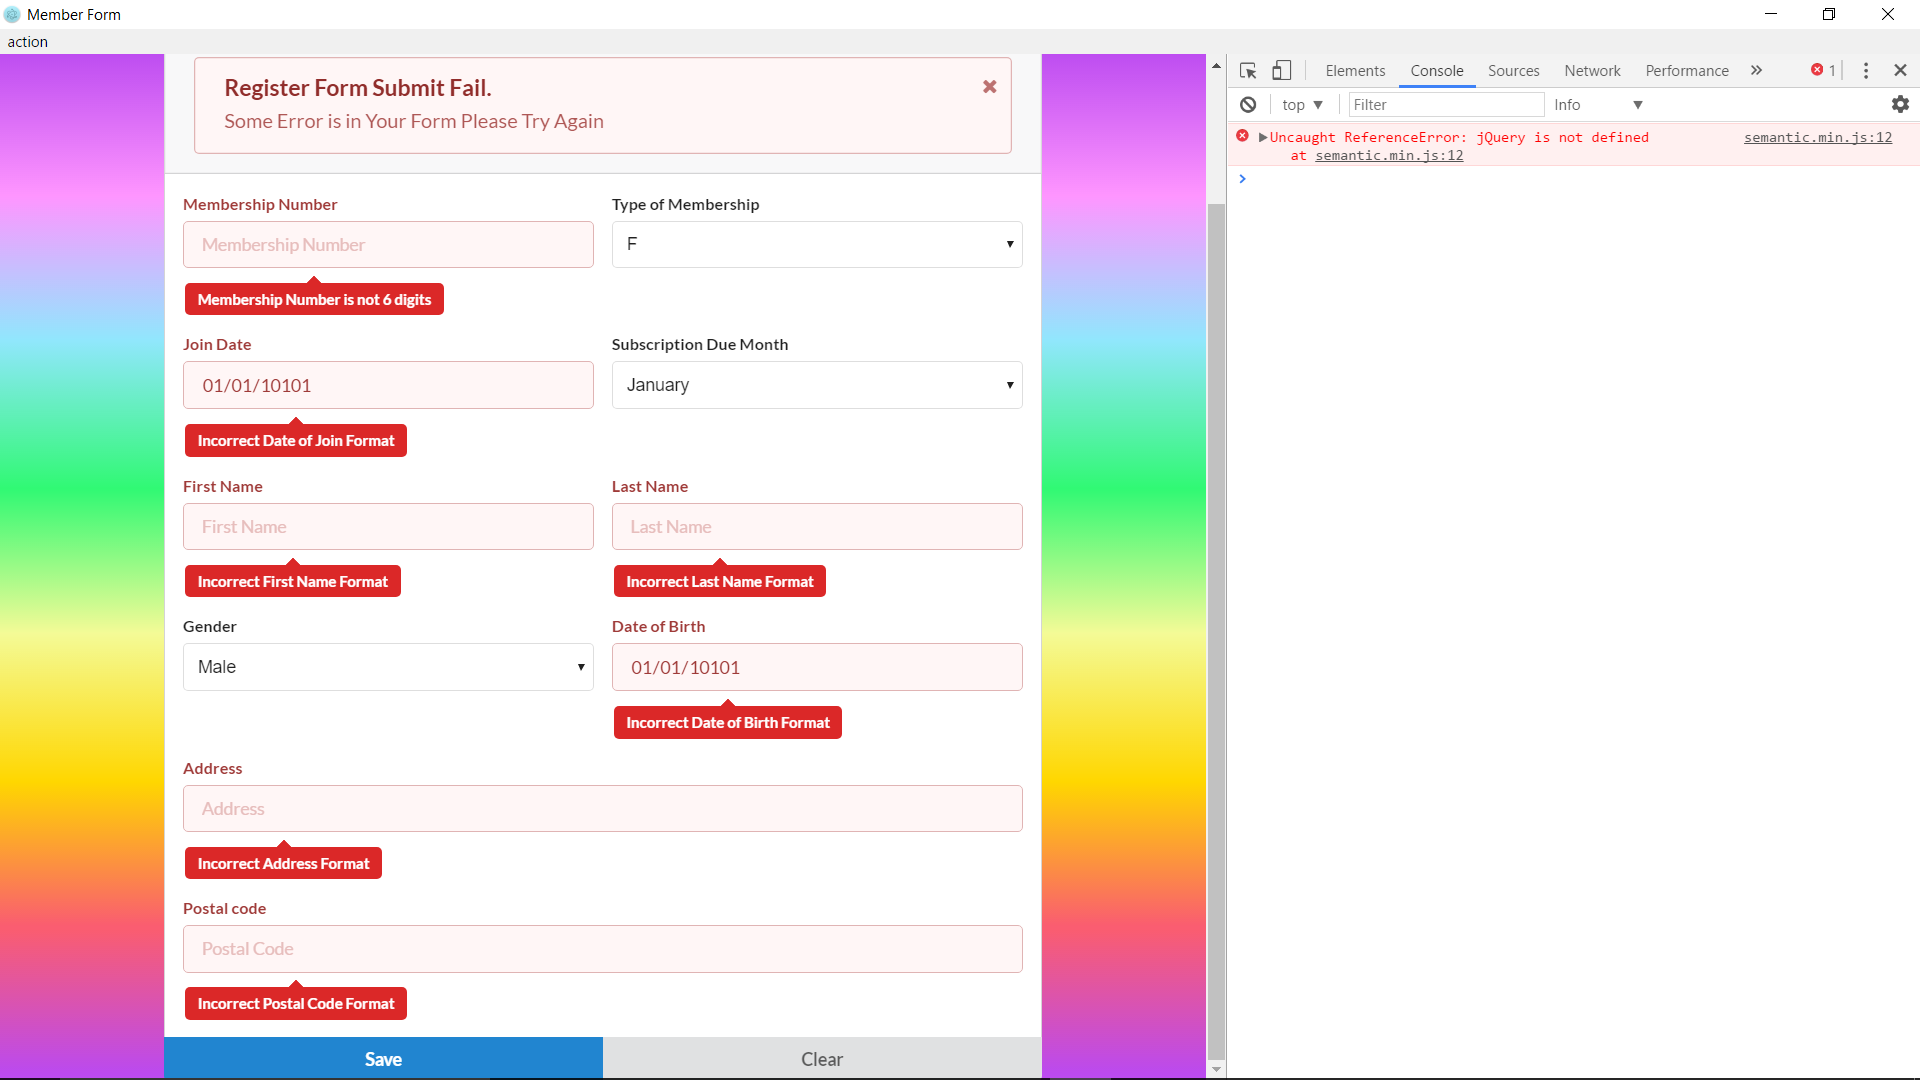 Member Form
action
Register Form Submit Fail.
Some Error is in Your Form Please Try Again
Membership Number
Type of Membership
Membership Number
F
Membership Number is not 6 digits
Join Date
Subscription Due Month
01/01/10101
January
Incorrect Date of Join Format
First Name
Last Name
First Name
Last Name
Incorrect First Name Format
Incorrect Last Name Format
Gender
Date of Birth
Male
01/01/10101
Incorrect Date of Birth Format
Address
Address
Incorrect Address Format
Postal code
Postal Code
Incorrect Postal Code Format
Save
Clear
Elements Console Sources Network Performance » 1
top Filter Info
Uncaught ReferenceError: jQuery is not defined semantic.min.js:12
at semantic.min.js:12